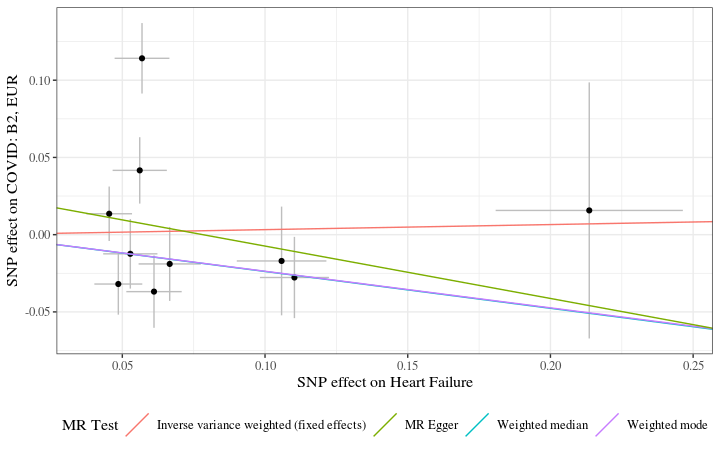 SNP effect on COVID: B2, EUR
0.10
0.05
0.00
-0.05
0.05
0.10
0.15
0.20
0.25
SNP effect on Heart Failure
MR Test
Inverse variance weighted (fixed effects)
MR Egger
Weighted median
Weighted mode